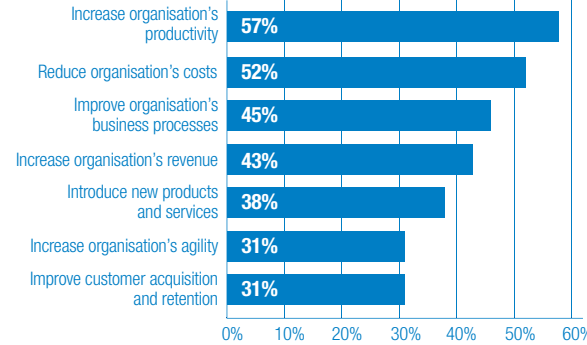 Increase organisation’s
productivity
57%
Reduce organisation’s costs
52%
Improve organisation’s
business processes
45%
Increase organisation’s revenue
43%
Introduce new products
and services
38%
Increase organisation’s agility
31%
Improve customer acquisition
and retention
31%
0% 10% 20% 30% 40% 50% 60%